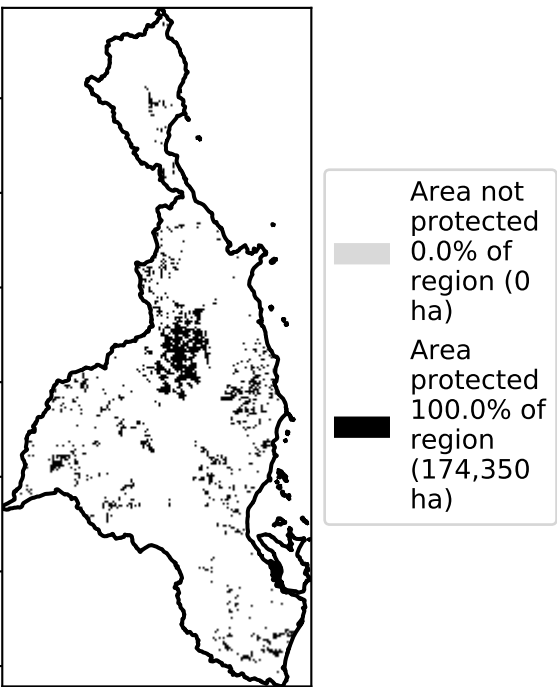 Area not
protected
0.0% of
region (0
ha)
Area
protected
100.0% of
region
(174,350
ha)